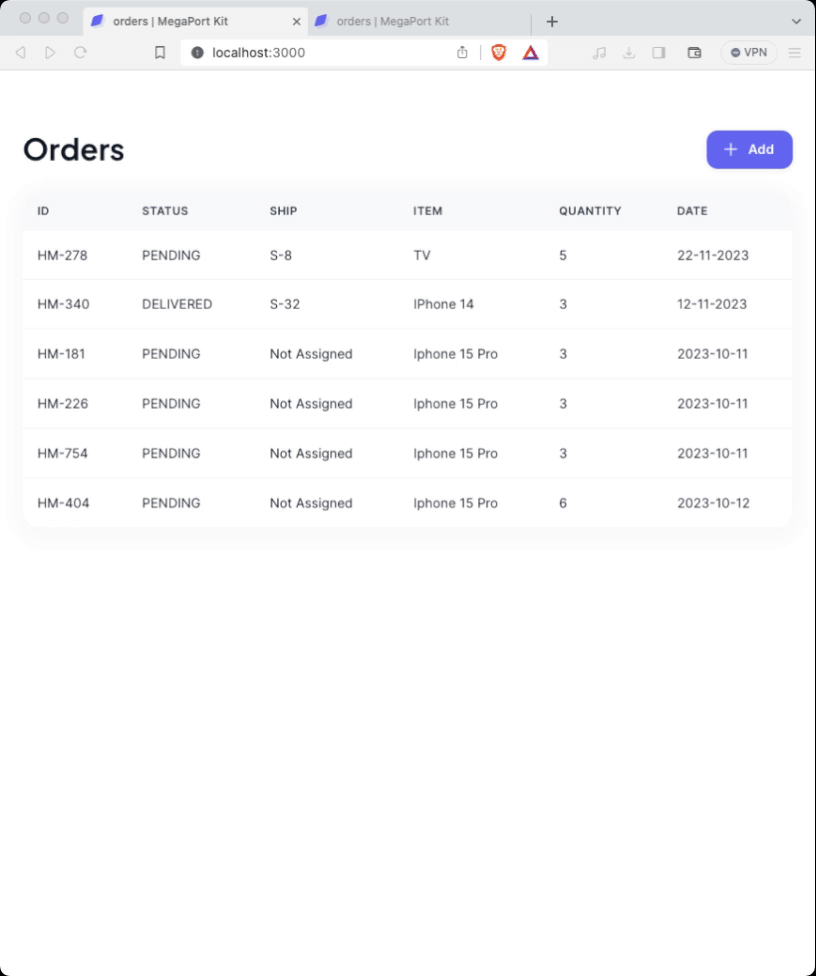 orders | MegaPort Kit orders | MegaPort Kit
localhost:3000 VPN
Orders
Add
ID STATUS SHIP ITEM QUANTITY DATE
HM-278 PENDING S-8 TV 5 22-11-2023
HM-340 DELIVERED S-32 IPhone 14 3 12-11-2023
HM-181 PENDING Not Assigned Iphone 15 Pro 3 2023-10-11
HM-226 PENDING Not Assigned Iphone 15 Pro 3 2023-10-11
HM-754 PENDING Not Assigned Iphone 15 Pro 3 2023-10-11
HM-404 PENDING Not Assigned Iphone 15 Pro 6 2023-10-12